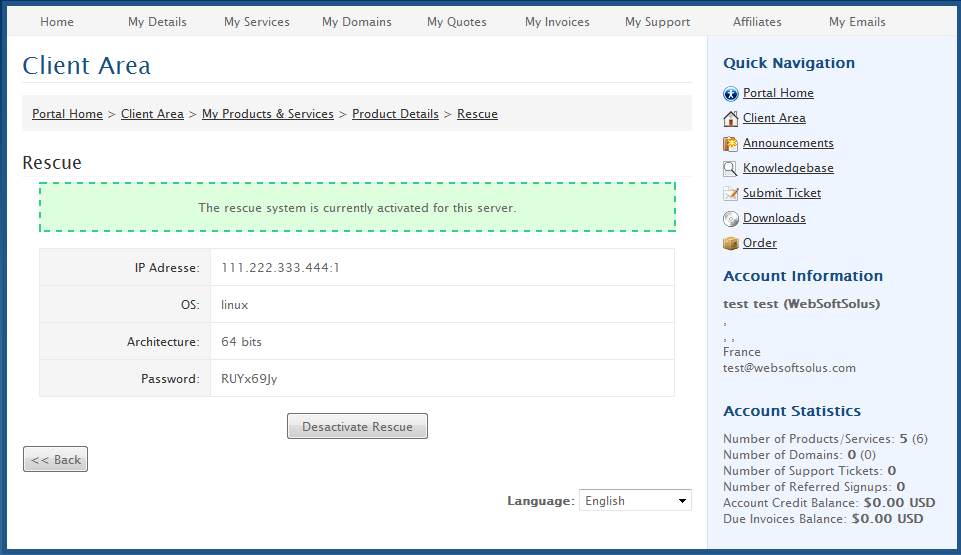 Home My Details My Services My Domains My Quotes My Invoices My Support Affiliates My Emails
Client Area
Portal Home > Client Area > My Products & Services > Product Details > Rescue
Rescue
The rescue system is currently activated for this server.
IP Adresse: 111.222.333.444:1
OS: linux
Architecture: 64 bits
Password: RUYx69Jy
Desactivate Rescue
<< Back
Language: English
Quick Navigation
Portal Home
Client Area
Announcements
Knowledgebase
Submit Ticket
Downloads
Order
Account Information
test test (WebSoftSolus)
,
, ,
France
test@websoftsolus.com
Account Statistics
Number of Products/Services: 5 (6)
Number of Domains: 0 (0)
Number of Support Tickets: 0
Number of Referred Signups: 0
Account Credit Balance: $0.00 USD
Due Invoices Balance: $0.00 USD